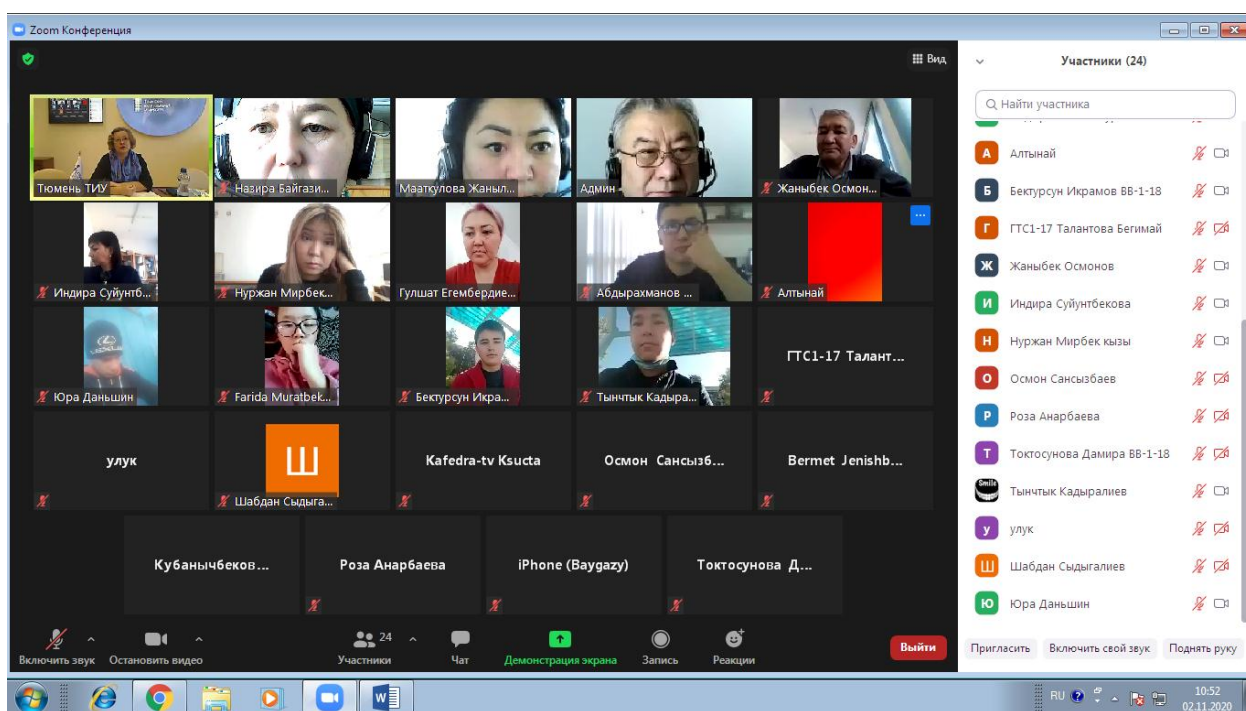 Zoom Конференция
Вид
Тюмень ТИУ
Назира Байгази...
Мааткулова Жаныл...
Админ
Жаныбек Осмон...
Индира Суйунтб...
Нуржан Мирбек...
Гулшат Егембердие...
Абдырахманов ...
Алтынай
Юра Даньшин
Farida Muratbek...
Бектурсун Икра...
Тынчтык Кадыра...
ГТС1-17 Талант...
улук
Ш
Шабдан Сыдыга...
Kafedra-tv Ksucta
Осмон Сансызб...
Bermet Jenishb...
Кубанычбеков...
Роза Анарбаева
iPhone (Baygazy)
Токтосунова Д...
Включить звук
Остановить видео
24
Участники
Чат
Демонстрация экрана
Запись
Реакции
Выйти
Участники (24)
Найти участника
А Алтынай
Б Бектурсун Икрамов ВВ-1-18
Г ГТС1-17 Талантова Бегимай
Ж Жаныбек Осмонов
И Индира Суйунтбекова
Н Нуржан Мирбек кызы
О Осмон Сансызбаев
Р Роза Анарбаева
Т Токтосунова Дамира ВВ-1-18
Smile Тынчтык Кадыралиев
у улук
Ш Шабдан Сыдыгалиев
Ю Юра Даньшин
Пригласить
Включить свой звук
Поднять руку
RU
10:52
02.11.2020